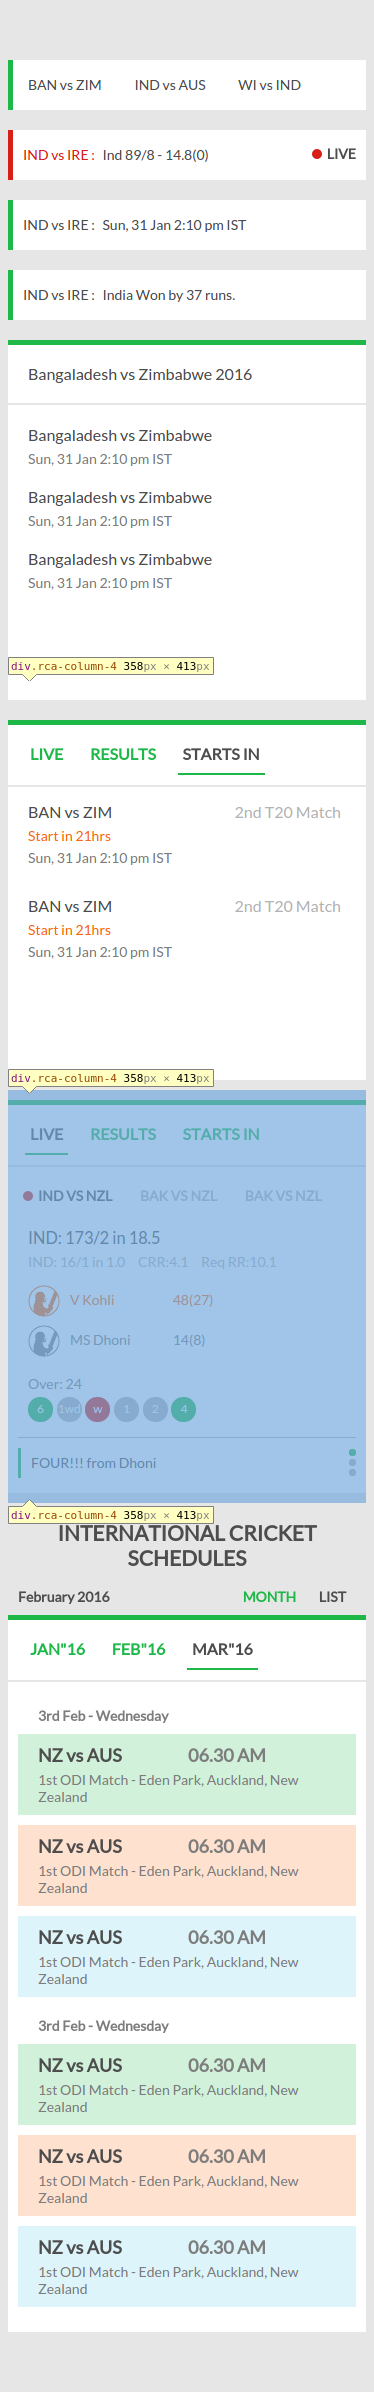 BAN vs ZIM IND vs AUS WI vs IND
IND vs IRE : Ind 89/8 - 14.8(0) LIVE
IND vs IRE : Sun, 31 Jan 2:10 pm IST
IND vs IRE : India Won by 37 runs.
Bangaladesh vs Zimbabwe 2016
Bangaladesh vs Zimbabwe
Sun, 31 Jan 2:10 pm IST
Bangaladesh vs Zimbabwe
Sun, 31 Jan 2:10 pm IST
Bangaladesh vs Zimbabwe
Sun, 31 Jan 2:10 pm IST
div.rca-column-4 358px × 413px
LIVE RESULTS STARTS IN
BAN vs ZIM 2nd T20 Match
Start in 21hrs
Sun, 31 Jan 2:10 pm IST
BAN vs ZIM 2nd T20 Match
Start in 21hrs
Sun, 31 Jan 2:10 pm IST
div.rca-column-4 358px × 413px
LIVE RESULTS STARTS IN
IND VS NZL BAK VS NZL BAK VS NZL
IND: 173/2 in 18.5
IND: 16/1 in 1.0 CRR:4.1 Req RR:10.1
V Kohli 48(27)
MS Dhoni 14(8)
Over: 24
6 1wd w 1 2 4
FOUR!!! from Dhoni
div.rca-column-4 358px × 413px
INTERNATIONAL CRICKET
SCHEDULES
February 2016 MONTH LIST
JAN"16 FEB"16 MAR"16
3rd Feb - Wednesday
NZ vs AUS 06.30 AM
1st ODI Match - Eden Park, Auckland, New
Zealand
NZ vs AUS 06.30 AM
1st ODI Match - Eden Park, Auckland, New
Zealand
NZ vs AUS 06.30 AM
1st ODI Match - Eden Park, Auckland, New
Zealand
3rd Feb - Wednesday
NZ vs AUS 06.30 AM
1st ODI Match - Eden Park, Auckland, New
Zealand
NZ vs AUS 06.30 AM
1st ODI Match - Eden Park, Auckland, New
Zealand
NZ vs AUS 06.30 AM
1st ODI Match - Eden Park, Auckland, New
Zealand